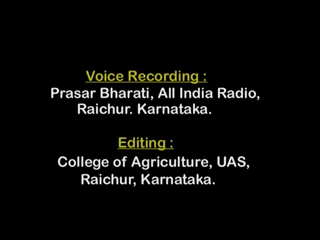 Voice Recording :
Prasar Bharati, All India Radio,
Raichur. Karnataka.
Editing :
College of Agriculture, UAS,
Raichur, Karnataka.